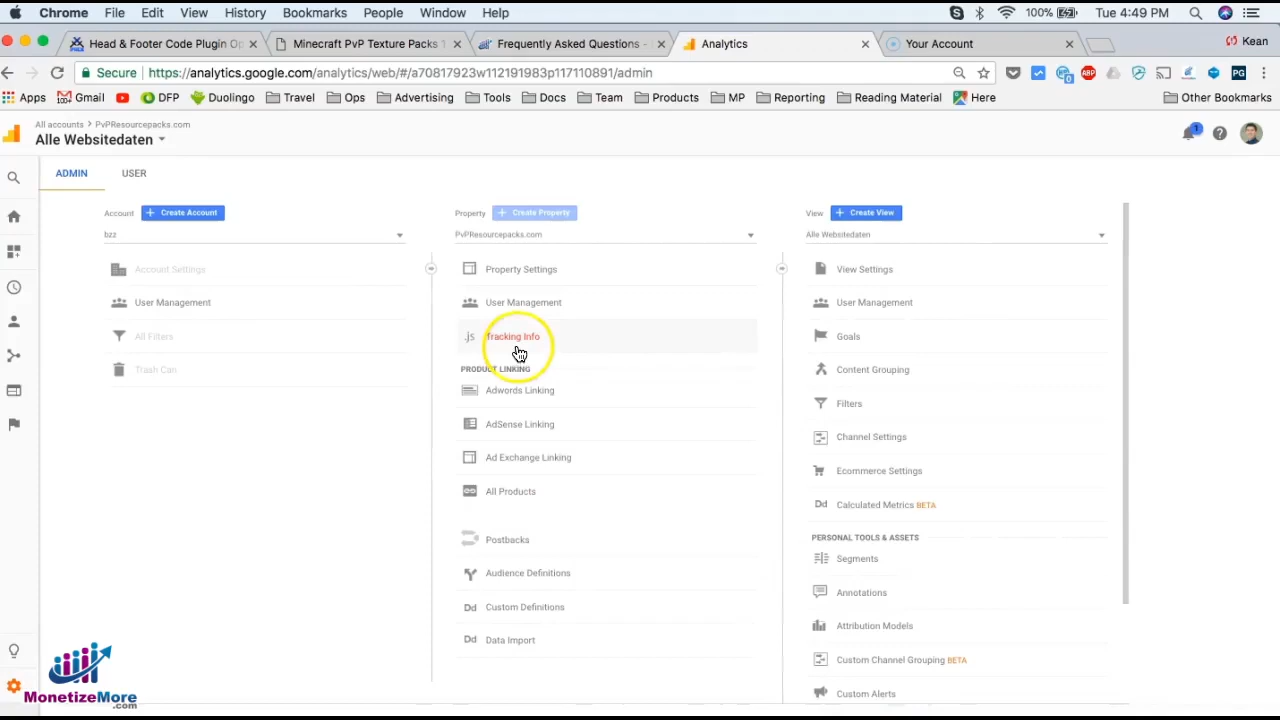 Chrome File Edit View History Bookmarks People Window Help 100% Tue 4:49 PM
Head & Footer Code Plugin Op Minecraft PvP Texture Packs 1 Frequently Asked Questions - Analytics Your Account Kean
Secure https://analytics.google.com/analytics/web/#/a70817923w112191983p117110891/admin
Apps Gmail DFP Duolingo Travel Ops Advertising Tools Docs Team Products MP Reporting Reading Material Here Other Bookmarks
All accounts > PvPResourcepacks.com
Alle Websitedaten
ADMIN USER
Account + Create Account Property + Create Property View + Create View
bzz PvPResourcepacks.com Alle Websitedaten
Account Settings Property Settings View Settings
User Management User Management User Management
All Filters .js Tracking Info Goals
Trash Can PRODUCT LINKING Content Grouping
Adwords Linking Filters
AdSense Linking Channel Settings
Ad Exchange Linking Ecommerce Settings
All Products Dd Calculated Metrics BETA
Postbacks PERSONAL TOOLS & ASSETS
Audience Definitions Segments
Dd Custom Definitions Annotations
Dd Data Import Attribution Models
Custom Channel Grouping BETA
Custom Alerts
MonetizeMore
.com